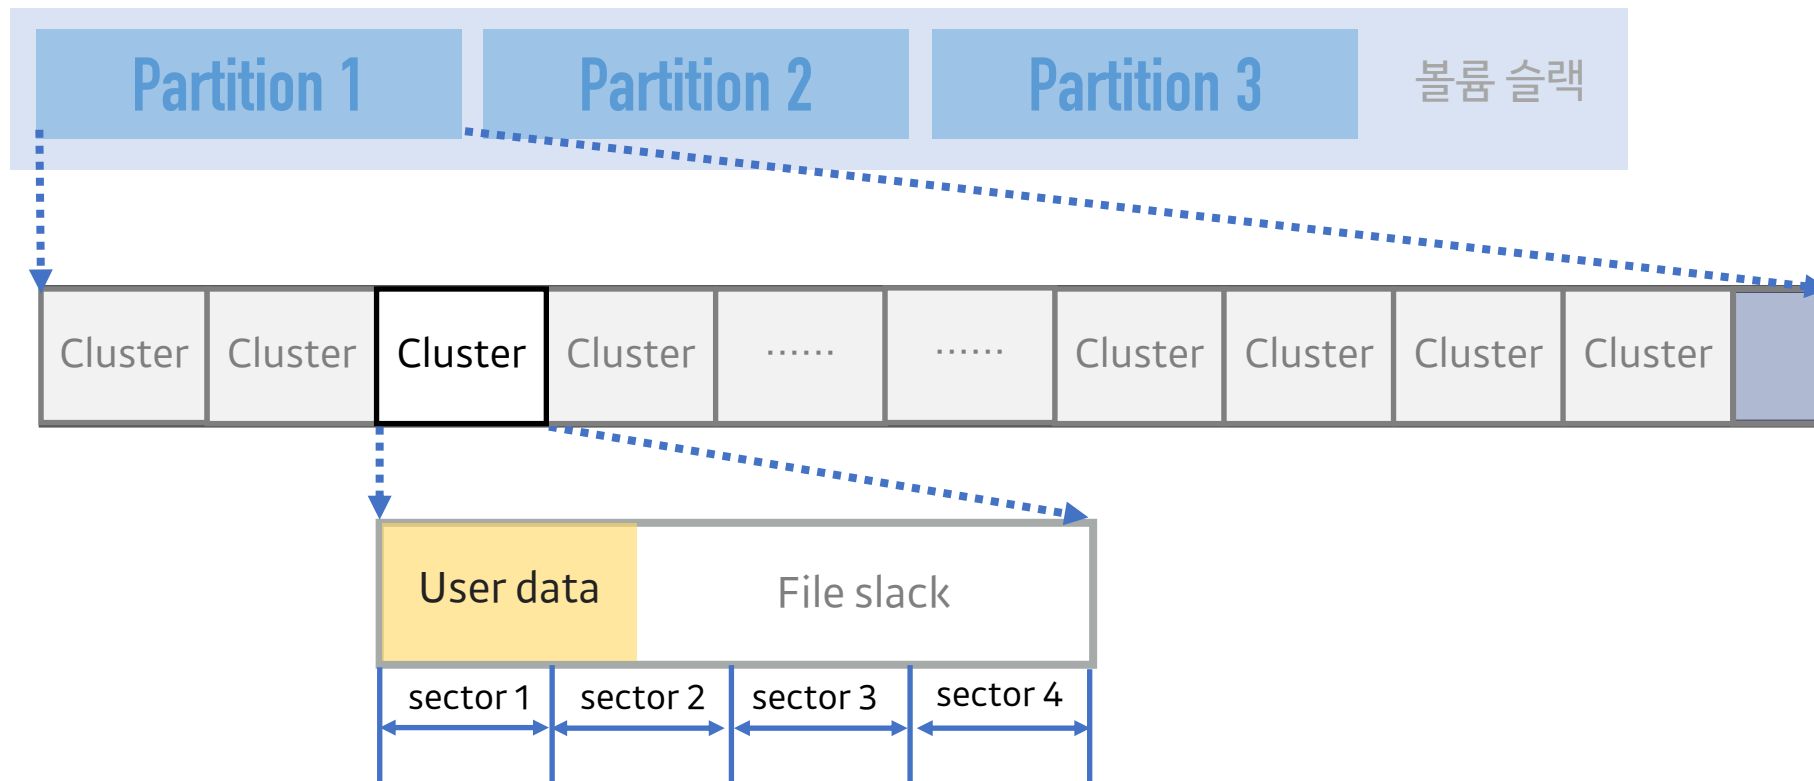 Partition 1
Partition 2
Partition 3
볼륨 슬랙
Cluster
Cluster
Cluster
Cluster
......
......
Cluster
Cluster
Cluster
Cluster
User data
File slack
sector 1
sector 2
sector 3
sector 4